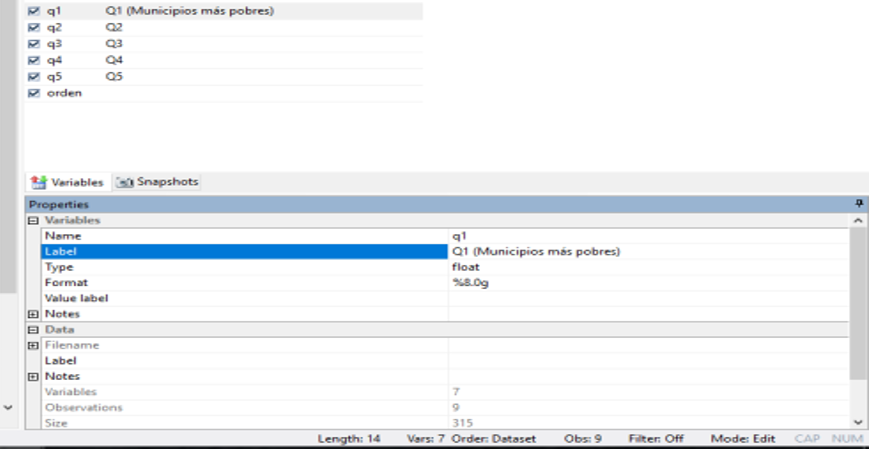 q1 Q1 (Municipios más pobres)
q2 Q2
q3 Q3
q4 Q4
q5 Q5
orden
Variables Snapshots
Properties
Variables
Name q1
Label Q1 (Municipios más pobres)
Type float
Format %8.0g
Value label
Notes
Data
Filename
Label
Notes
Variables 7
Observations 9
Size 315
Length: 14 Vars: 7 Order: Dataset Obs: 9 Filter: Off Mode: Edit CAP NUM